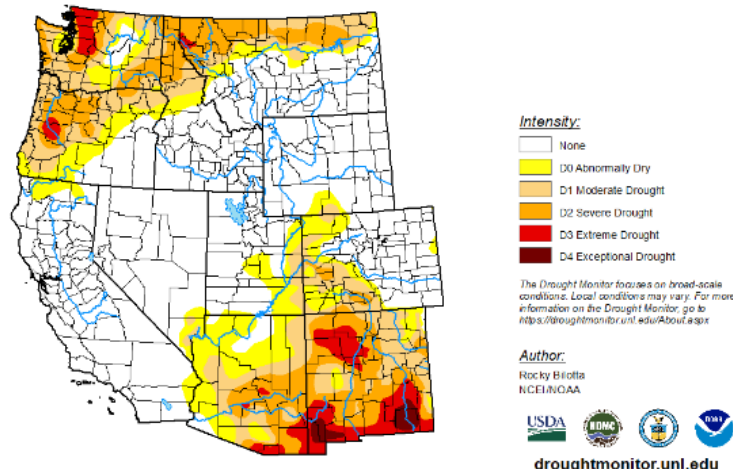 Intensity:
None
D0 Abnormally Dry
D1 Moderate Drought
D2 Severe Drought
D3 Extreme Drought
D4 Exceptional Drought
The Drought Monitor focuses on broad-scale
conditions. Local conditions may vary. For more
information on the Drought Monitor, go to
https://droughtmonitor.unl.edu/About.aspx
Author:
Rocky Bilotta
NCEI/NOAA
USDA
NDMC
NOAA
droughtmonitor.unl.edu